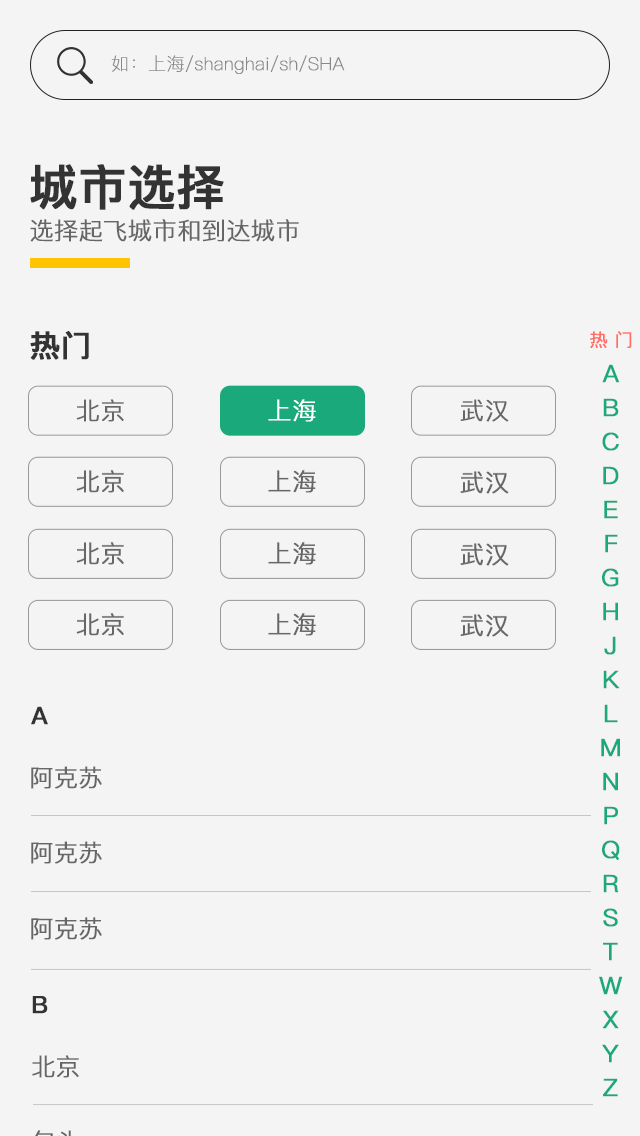 如：上海/shanghai/sh/SHA
城市选择
选择起飞城市和到达城市
热门
北京 上海 武汉
北京 上海 武汉
北京 上海 武汉
北京 上海 武汉
A
阿克苏
阿克苏
阿克苏
B
北京
热门
A
B
C
D
E
F
G
H
J
K
L
M
N
P
Q
R
S
T
W
X
Y
Z